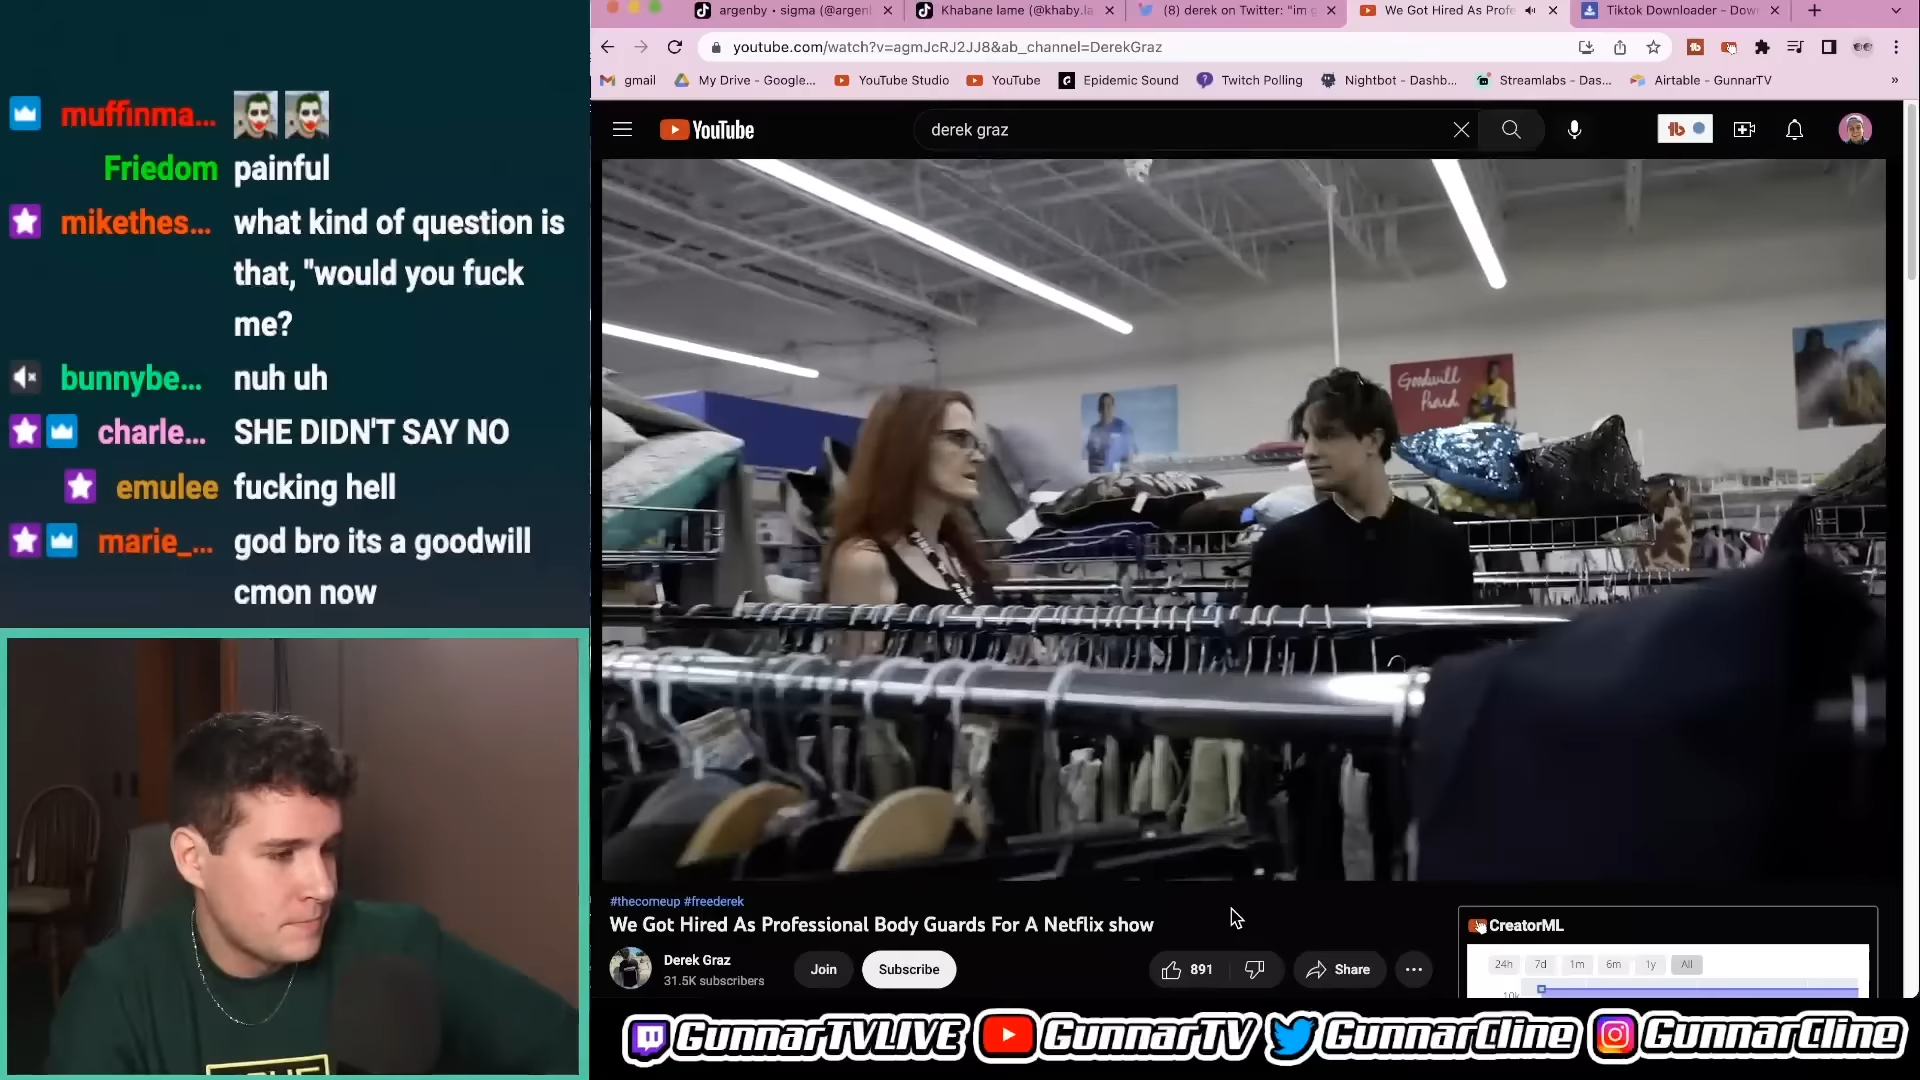 argenby • sigma (@argenl
Khabane lame (@khaby.la
(8) derek on Twitter: "im g
We Got Hired As Profe
Tiktok Downloader - Dow
youtube.com/watch?v=agmJcRJ2JJ8&ab_channel=DerekGraz
gmail
My Drive - Google...
YouTube Studio
YouTube
Epidemic Sound
Twitch Polling
Nightbot - Dashb...
Streamlabs - Das...
Airtable - GunnarTV
»
YouTube
derek graz
tb
muffinma...
Friedom painful
mikethes... what kind of question is
that, "would you fuck
me?
bunnybe... nuh uh
charle... SHE DIDN'T SAY NO
emulee fucking hell
marie_... god bro its a goodwill
cmon now
Goodwill
Proud
#thecomeup #freederek
We Got Hired As Professional Body Guards For A Netflix show
Derek Graz
31.5K subscribers
Join
Subscribe
891
Share
CreatorML
24h 7d 1m 6m 1y All
10k
GunnarTVLIVE GunnarTV GunnarCline GunnarCline